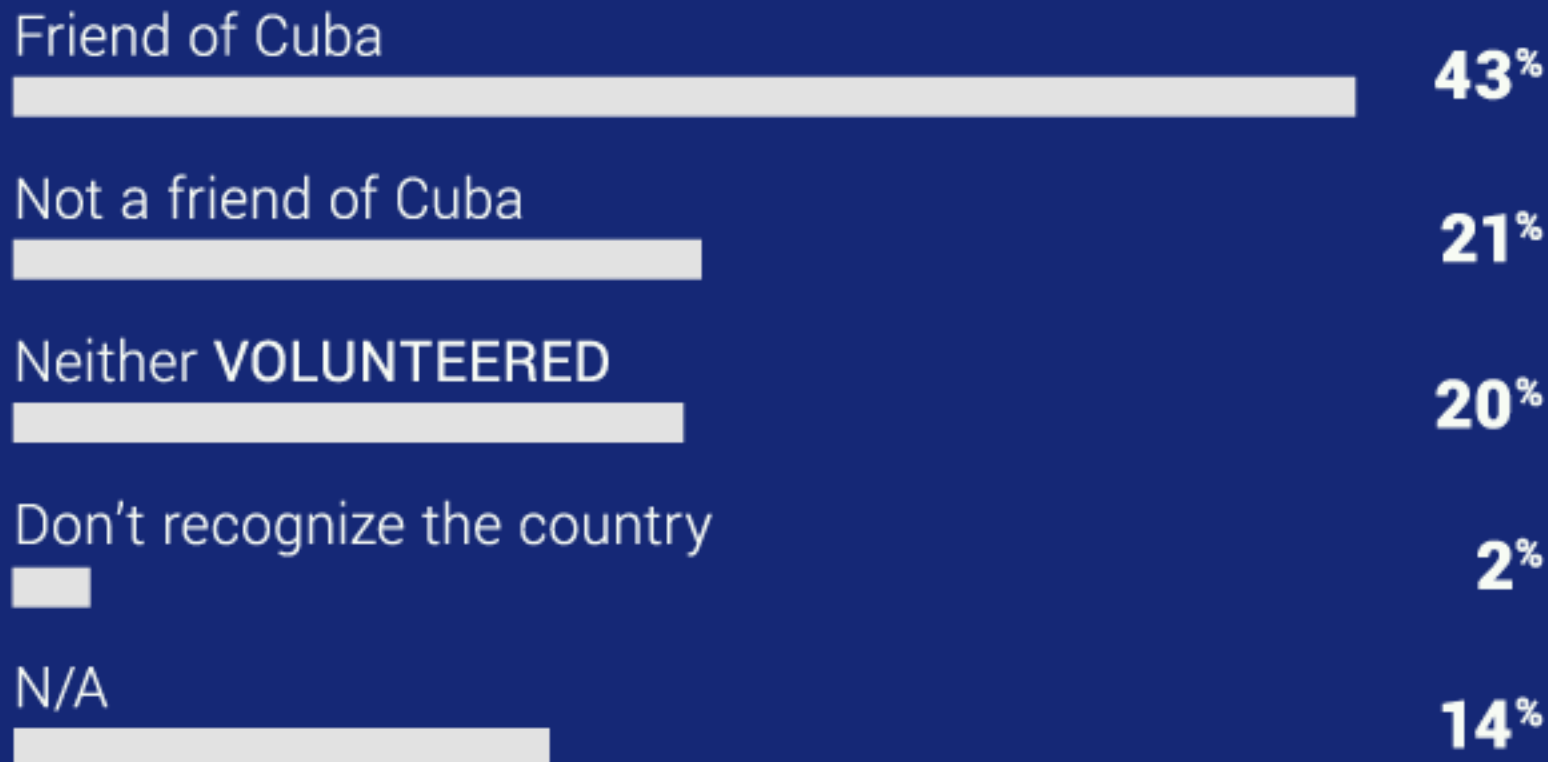 Friend of Cuba
43%
Not a friend of Cuba
21%
Neither VOLUNTEERED
20%
Don't recognize the country
2%
N/A
14%